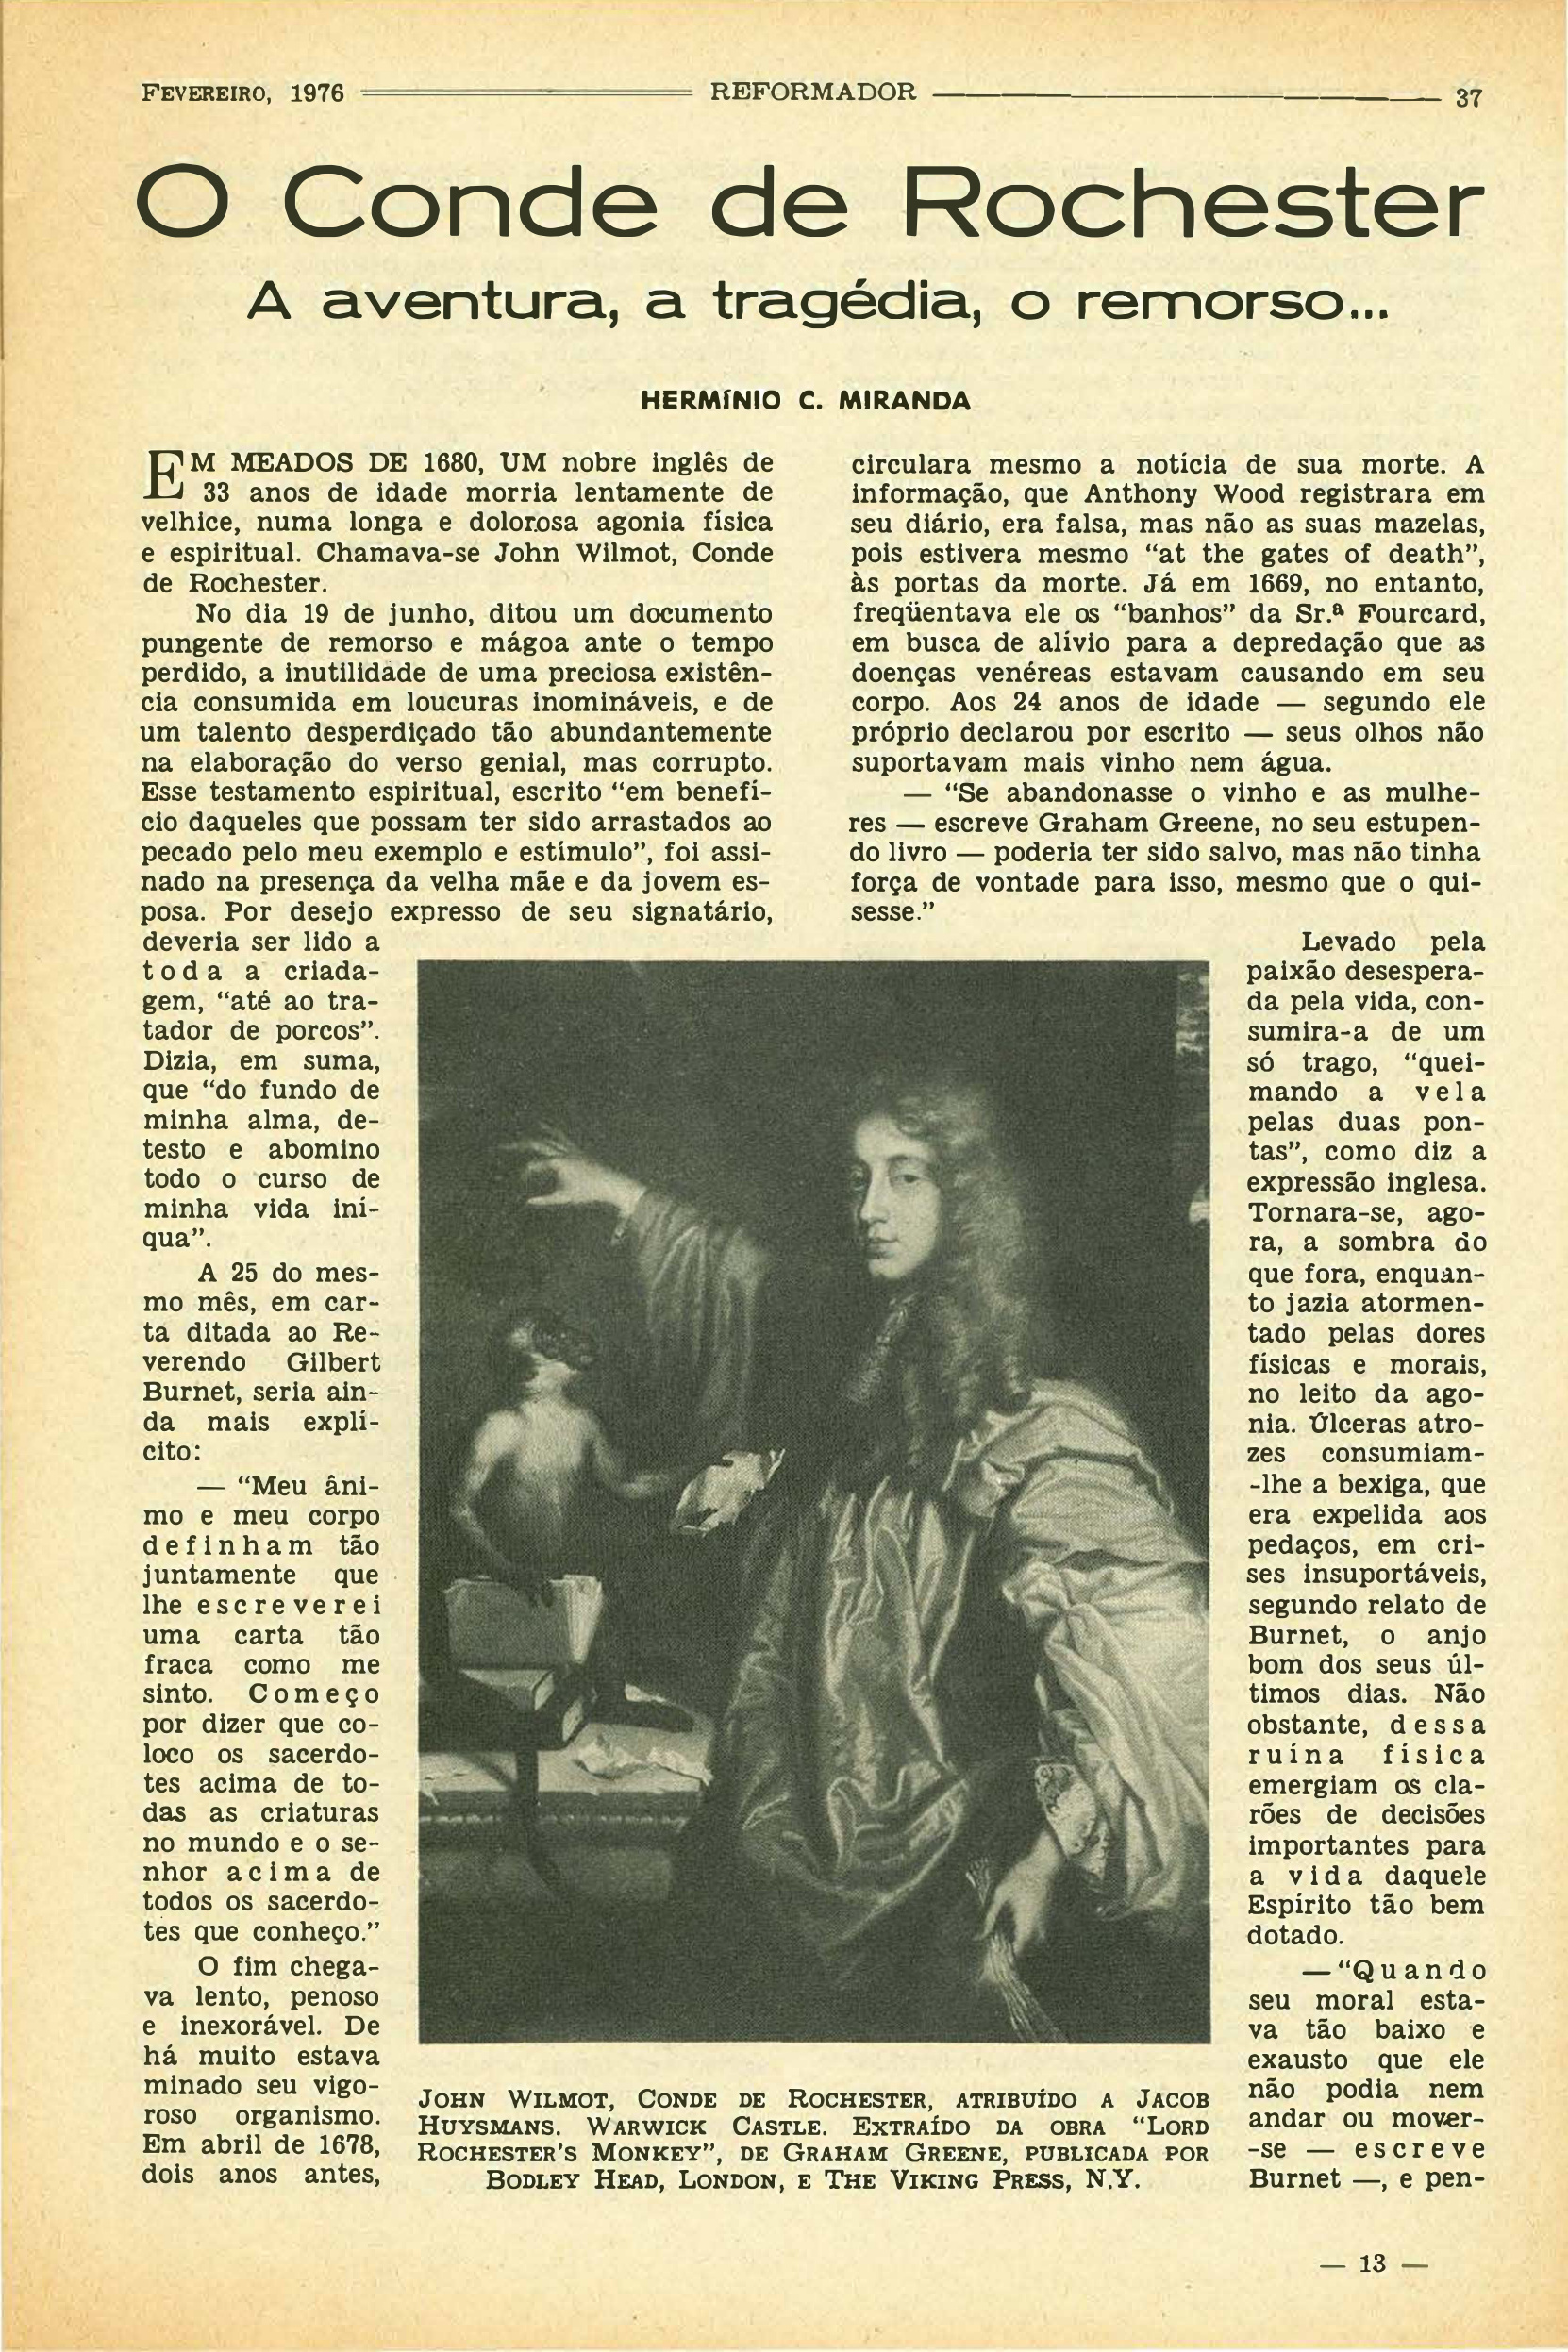 FEVEREIRO, 1976
REFORMADOR
37
O Conde de Rochester
A aventura, a tragédia, o remorso...
HERMÍNIO C. MIRANDA
EM MEADOS DE 1680, UM nobre inglês de
33 anos de idade morria lentamente de
velhice, numa longa e dolorosa agonia física
e espiritual. Chamava-se John Wilmot, Conde
de Rochester.
No dia 19 de junho, ditou um documento
pungente de remorso e mágoa ante o tempo
perdido, a inutilidade de uma preciosa existên-
cia consumida em loucuras inomináveis, e de
um talento desperdiçado tão abundantemente
na elaboração do verso genial, mas corrupto.
Esse testamento espiritual, escrito “em benefí-
cio daqueles que possam ter sido arrastados ao
pecado pelo meu exemplo e estímulo”, foi assi-
nado na presença da velha mãe e da jovem es-
posa. Por desejo expresso de seu signatário,
deveria ser lido a
toda a criada-
gem, “até ao tra-
tador de porcos”.
Dizia, em suma,
que “do fundo de
minha alma, de-
testo e abomino
todo o curso de
minha vida iní-
qua”.
A 25 do mes-
mo mês, em car-
ta ditada ao Re-
verendo Gilbert
Burnet, seria ain-
da mais explí-
cito:
— “Meu âni-
mo e meu corpo
definham tão
juntamente que
lhe escreverei
uma carta tão
fraca como me
sinto. Começo
por dizer que co-
loco os sacerdo-
tes acima de to-
das as criaturas
no mundo e o se-
nhor acima de
todos os sacerdo-
tes que conheço.”
O fim chega-
va lento, penoso
e inexorável. De
há muito estava
minado seu vigo-
roso organismo.
Em abril de 1678,
dois anos antes,
circulara mesmo a notícia de sua morte. A
informação, que Anthony Wood registrara em
seu diário, era falsa, mas não as suas mazelas,
pois estivera mesmo “at the gates of death”,
às portas da morte. Já em 1669, no entanto,
freqüentava ele os “banhos” da Sr.ª Fourcard,
em busca de alívio para a depredação que as
doenças venéreas estavam causando em seu
corpo. Aos 24 anos de idade — segundo ele
próprio declarou por escrito — seus olhos não
suportavam mais vinho nem água.
— “Se abandonasse o vinho e as mulhe-
res — escreve Graham Greene, no seu estupen-
do livro — poderia ter sido salvo, mas não tinha
força de vontade para isso, mesmo que o qui-
sesse.”
Levado pela
paixão desespera-
da pela vida, con-
sumira-a de um
só trago, “quei-
mando a vela
pelas duas pon-
tas”, como diz a
expressão inglesa.
Tornara-se, ago-
ra, a sombra do
que fora, enquan-
to jazia atormen-
tado pelas dores
físicas e morais,
no leito da ago-
nia. Úlceras atro-
zes consumiam-
-lhe a bexiga, que
era expelida aos
pedaços, em cri-
ses insuportáveis,
segundo relato de
Burnet, o anjo
bom dos seus úl-
timos dias. Não
obstante, dessa
ruína física
emergiam os cla-
rões de decisões
importantes para
a vida daquele
Espírito tão bem
dotado.
—“Quando
seu moral esta-
va tão baixo e
exausto que ele
não podia nem
andar ou mover-
-se — escreve
Burnet —, e pen-
JOHN WILMOT, CONDE DE ROCHESTER, ATRIBUÍDO A JACOB
HUYSMANS. WARWICK CASTLE. EXTRAÍDO DA OBRA “LORD
ROCHESTER’S MONKEY”, DE GRAHAM GREENE, PUBLICADA POR
BODLEY HEAD, LONDON, E THE VIKING PRESS, N.Y.
— 13 —